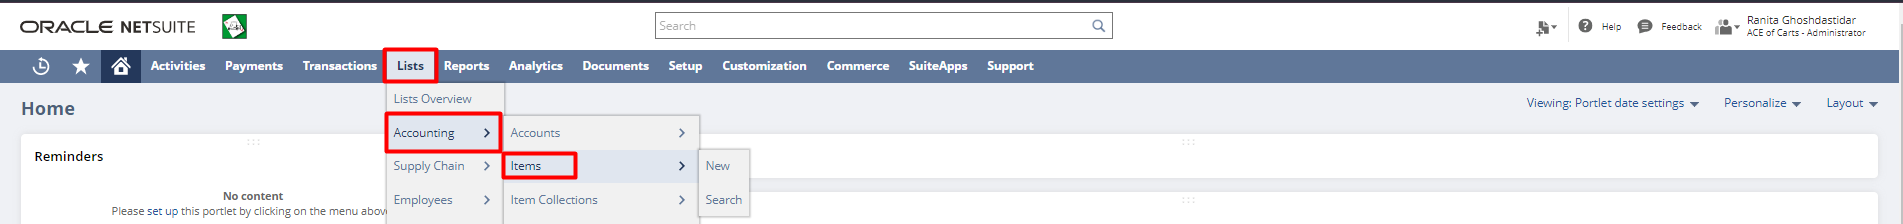 ORACLE NETSUITE
Search
Help
Feedback
Ranita Ghoshdastidar
ACE of Carts - Administrator
Activities Payments Transactions Lists Reports Analytics Documents Setup Customization Commerce SuiteApps Support
Home
Viewing: Portlet date settings Personalize Layout
Lists Overview
Accounting
Supply Chain
Employees
Accounts
Items
Item Collections
New
Search
Reminders
No content
Please set up this portlet by clicking on the menu above